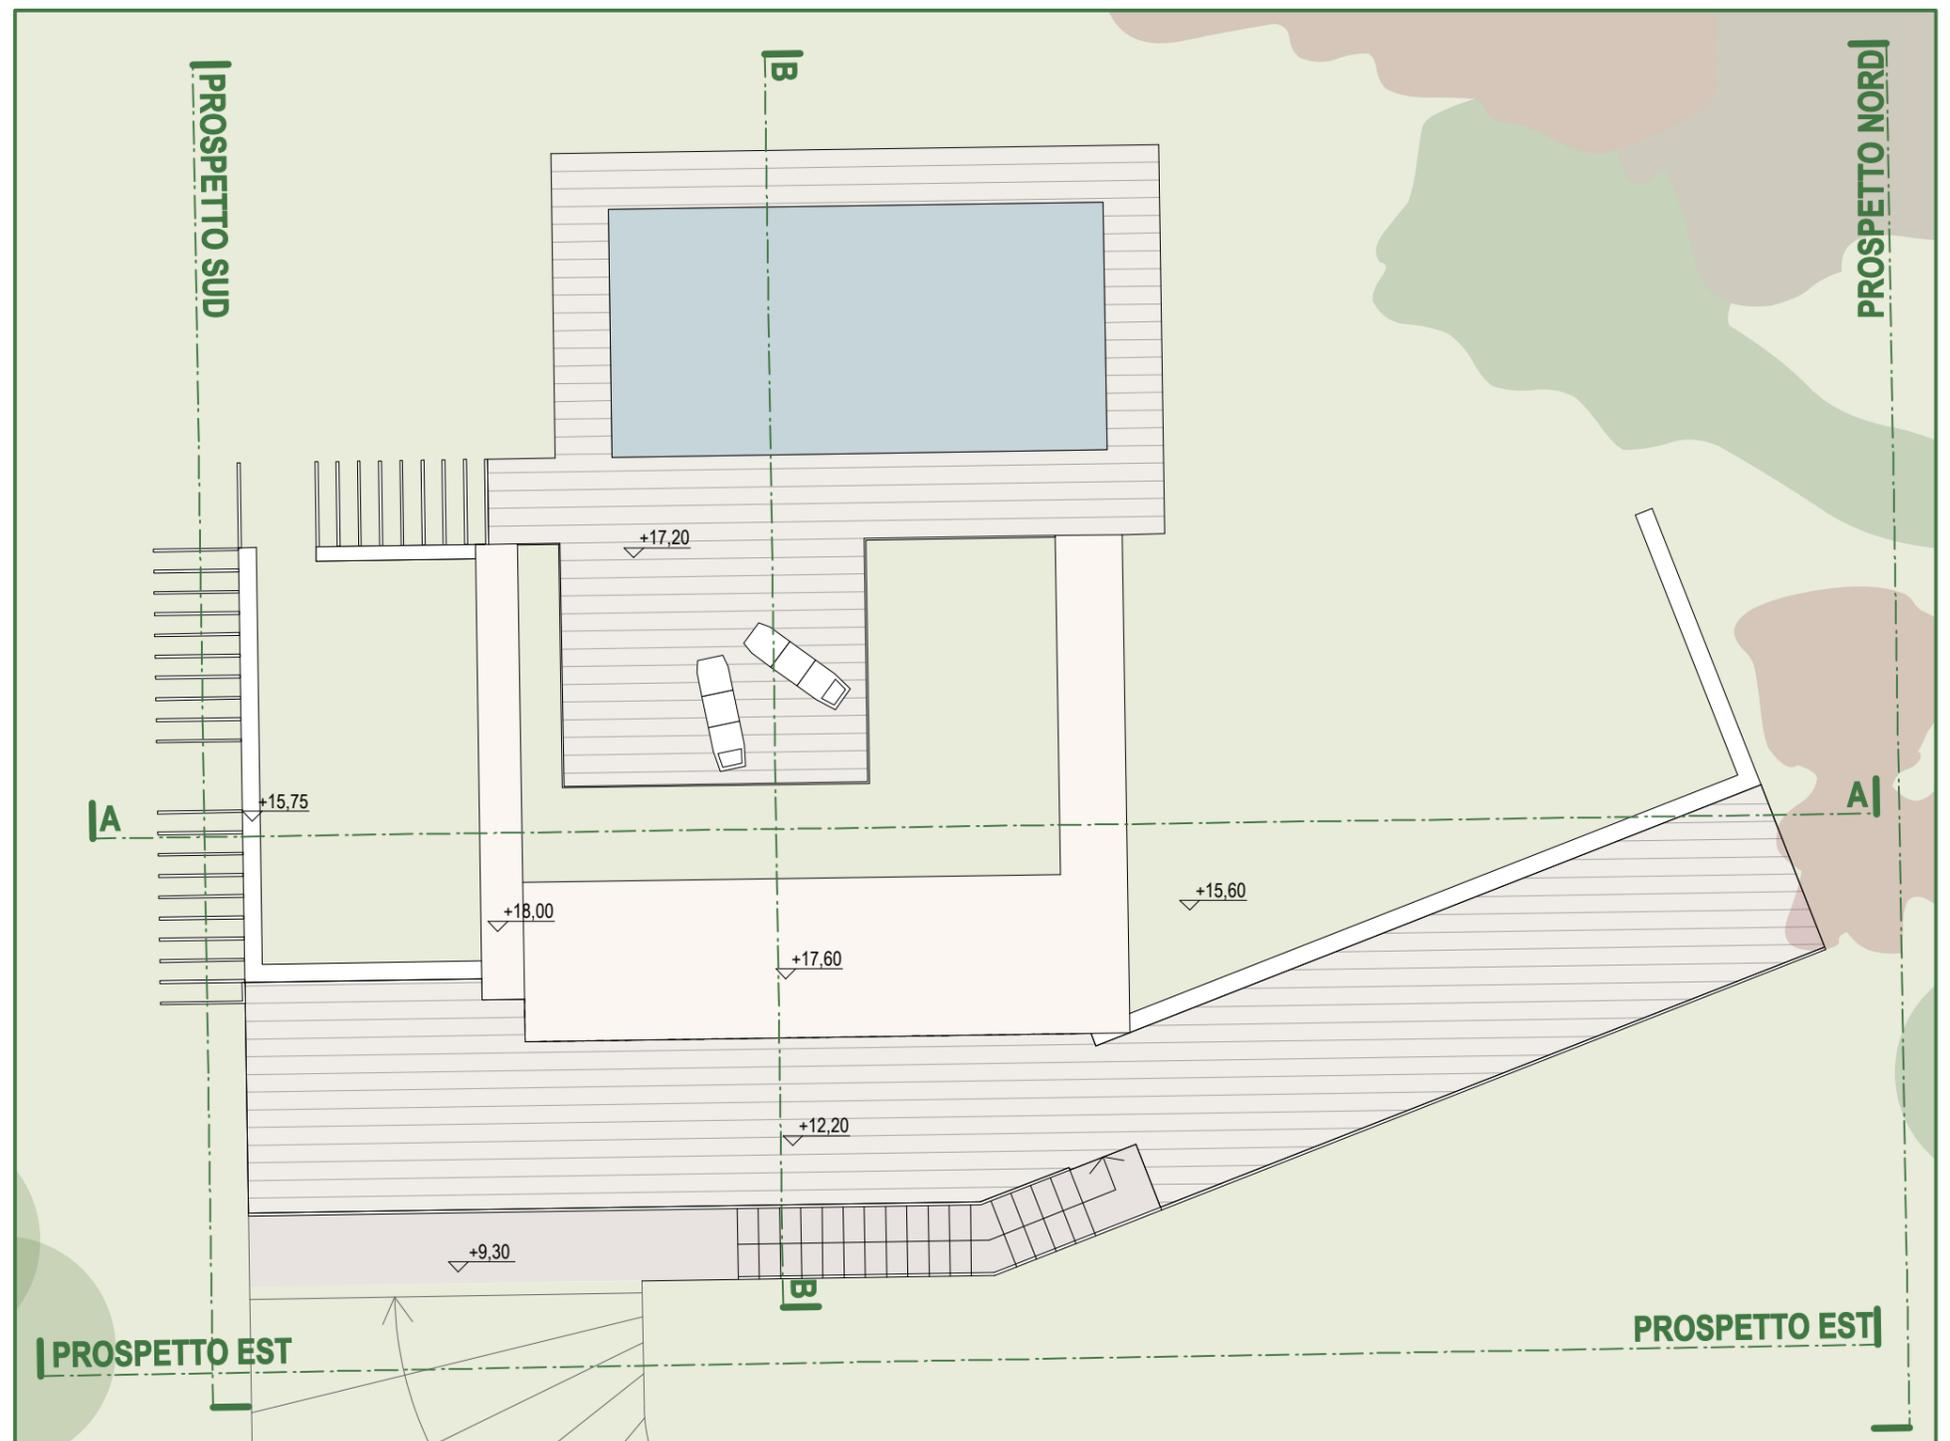 B
PROSPETTO SUD
PROSPETTO NORD
+17,20
+15,75
A
A
+15,60
+18,00
+17,60
+12,20
+9,30
B
PROSPETTO EST
PROSPETTO EST